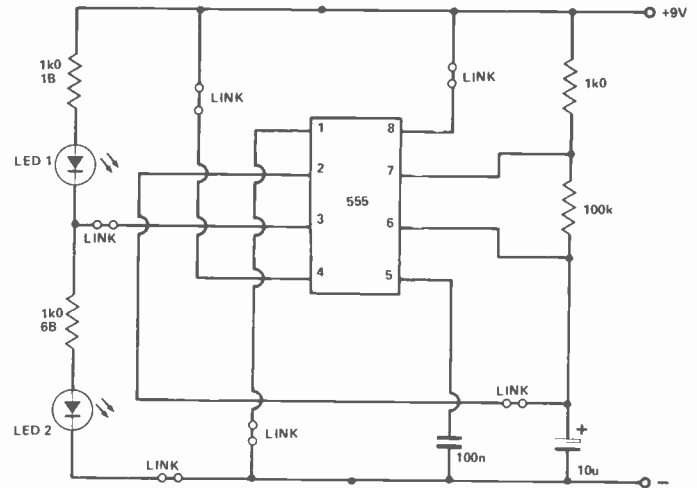 +9V
1k0
1B
LINK
LINK
1k0
LED 1
1
8
2
7
555
3
6
4
5
100k
LINK
1k0
6B
LINK
LED 2
LINK
+
100n
10u
LINK
−